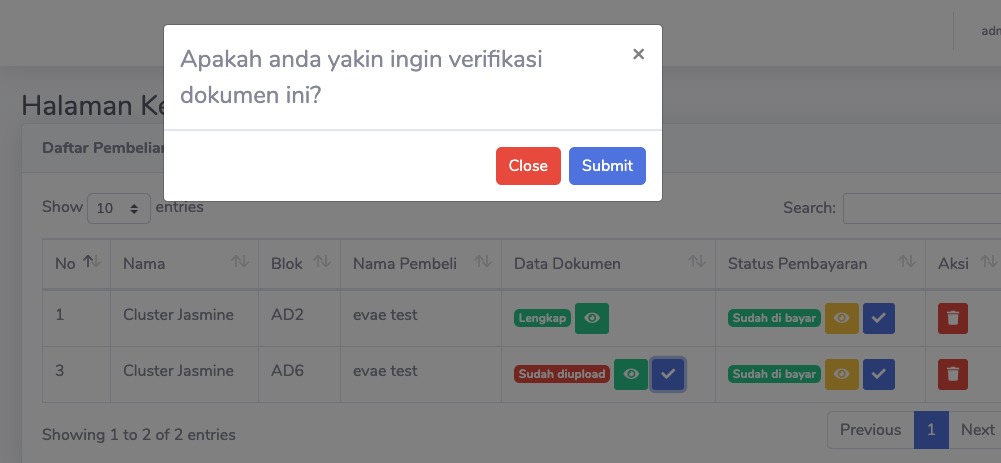 adm
Apakah anda yakin ingin verifikasi
dokumen ini?
×
Close Submit
Halaman Ke
Daftar Pembelian
Show 10 entries
Search:
No Nama Blok Nama Pembeli Data Dokumen Status Pembayaran Aksi
1 Cluster Jasmine AD2 evae test Lengkap Sudah di bayar
3 Cluster Jasmine AD6 evae test Sudah diupload Sudah di bayar
Showing 1 to 2 of 2 entries
Previous 1 Next